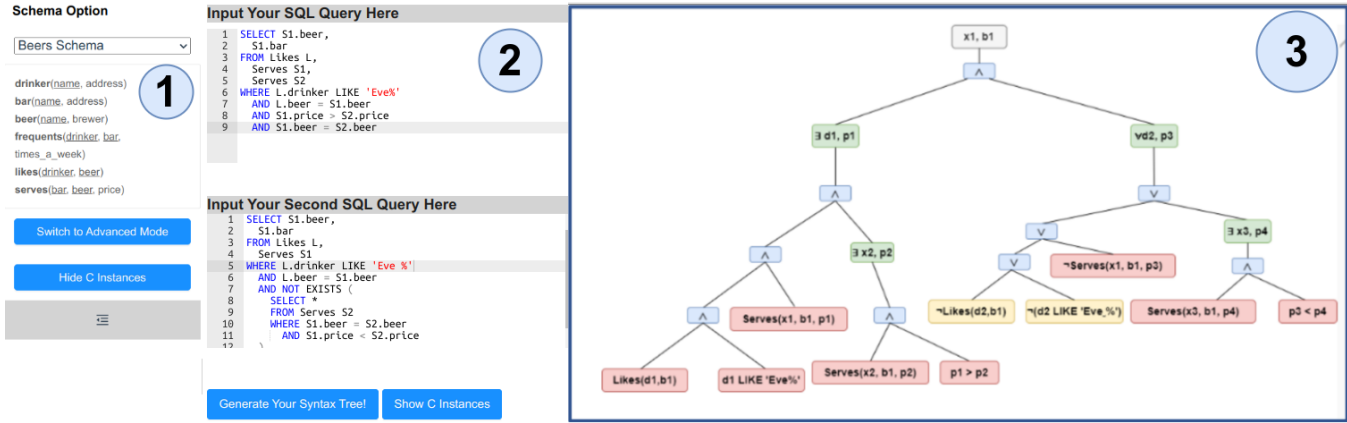 Schema Option
Beers Schema
drinker(name, address)
bar(name, address)
beer(name, brewer)
frequents(drinker, bar,
times_a_week)
likes(drinker, beer)
serves(bar, beer, price)
1
Switch to Advanced Mode
Hide C Instances
Input Your SQL Query Here
1 SELECT S1.beer,
2 S1.bar
3 FROM Likes L,
4 Serves S1,
5 Serves S2
6 WHERE L.drinker LIKE 'Eve%'
7 AND L.beer = S1.beer
8 AND S1.price > S2.price
9 AND S1.beer = S2.beer
2
Input Your Second SQL Query Here
1 SELECT S1.beer,
2 S1.bar
3 FROM Likes L,
4 Serves S1
5 WHERE L.drinker LIKE 'Eve %'
6 AND L.beer = S1.beer
7 AND NOT EXISTS (
8 SELECT *
9 FROM Serves S2
10 WHERE S1.beer = S2.beer
11 AND S1.price < S2.price
12 )
Generate Your Syntax Tree!
Show C Instances
3
x1, b1
∧
∃ d1, p1
∀d2, p3
∧
∨
∧
∃ x2, p2
∨
∃ x3, p4
∧
Serves(x1, b1, p1)
∧
∨
¬Serves(x1, b1, p3)
∧
Likes(d1,b1)
d1 LIKE 'Eve%'
Serves(x2, b1, p2)
p1 > p2
¬Likes(d2,b1)
¬(d2 LIKE 'Eve_%')
Serves(x3, b1, p4)
p3 < p4